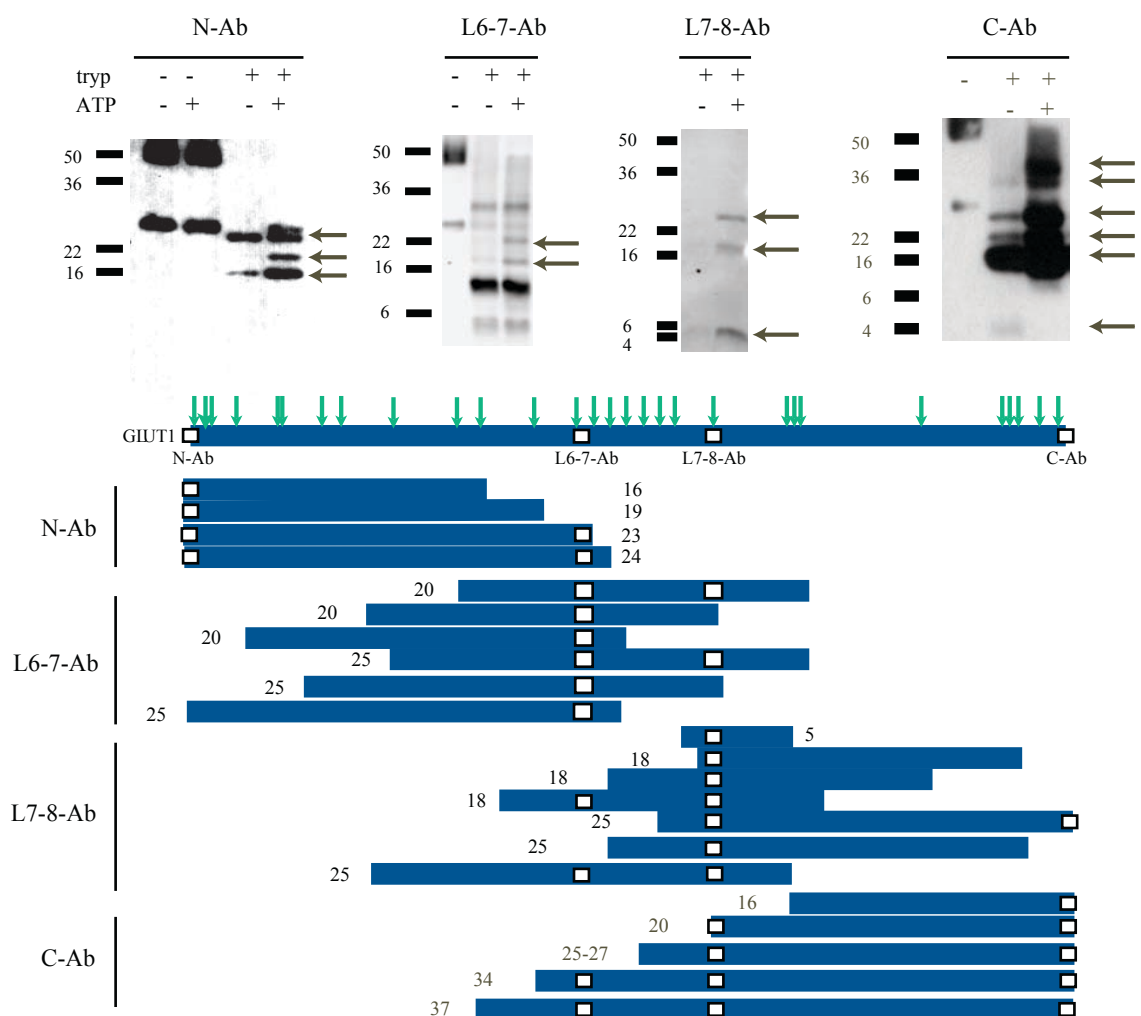 N-Ab L6-7-Ab L7-8-Ab C-Ab
tryp - - + + - + + + + - + +
ATP - + - + - + - + - +
50 36 22 16
50 36 22 16 6
50 36 22 16 6 4
50 36 22 16 6 4
GlUT1
N-Ab L6-7-Ab L7-8-Ab C-Ab
N-Ab
16
19
23
24
L6-7-Ab
20
20
20
25
25
25
L7-8-Ab
5
18
18
18
25
25
25
C-Ab
16
20
25-27
34
37